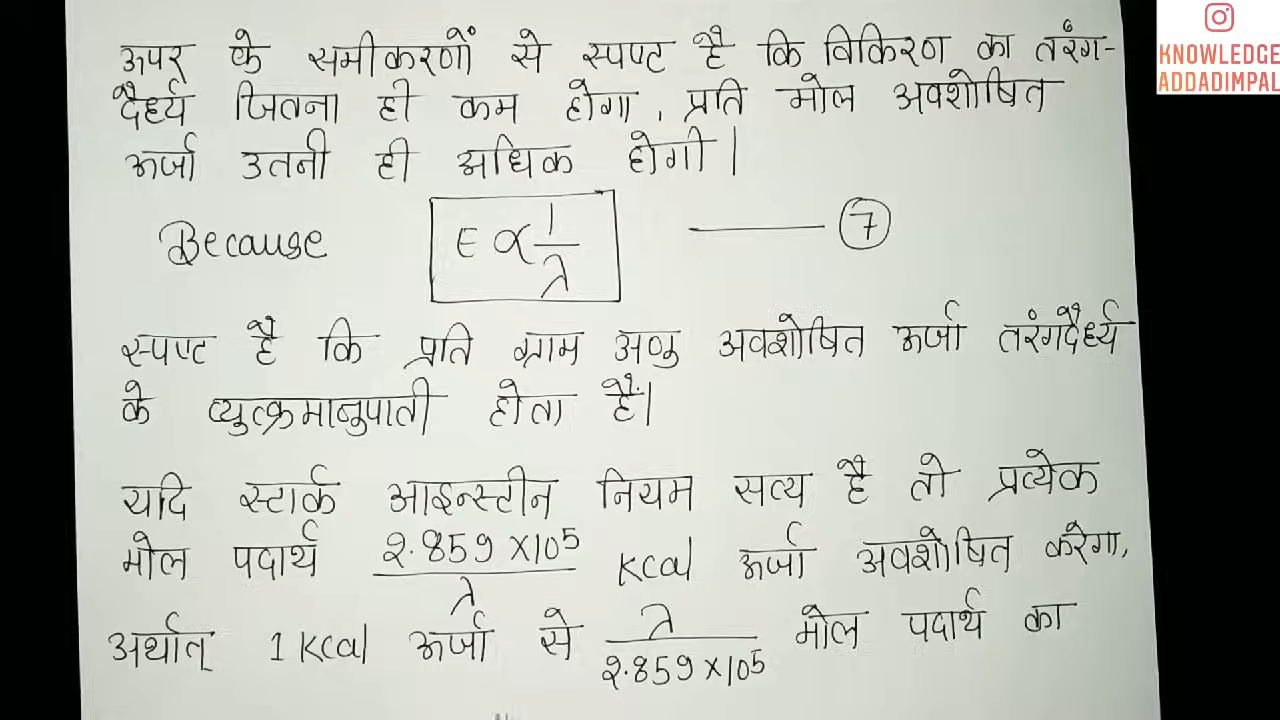 KNOWLEDGE
ADDADIMPAL
ऊपर के समीकरणों से स्पष्ट है कि विकिरण का तरंग-
दैर्ध्य जितना ही कम होगा, प्रति मोल अवशोषित
ऊर्जा उतनी ही अधिक होगी।
Because E ∝ 1/λ ——— 7
स्पष्ट है कि प्रति ग्राम अणु अवशोषित ऊर्जा तरंगदैर्ध्य
के व्युत्क्रमानुपाती होता हैं।
यदि स्टार्क आइन्स्टीन नियम सत्य है तो प्रत्येक
मोल पदार्थ 2.859 × 10⁵/λ Kcal ऊर्जा अवशोषित करेगा,
अर्थात् 1 Kcal ऊर्जा से λ/2.859 × 10⁵ मोल पदार्थ का